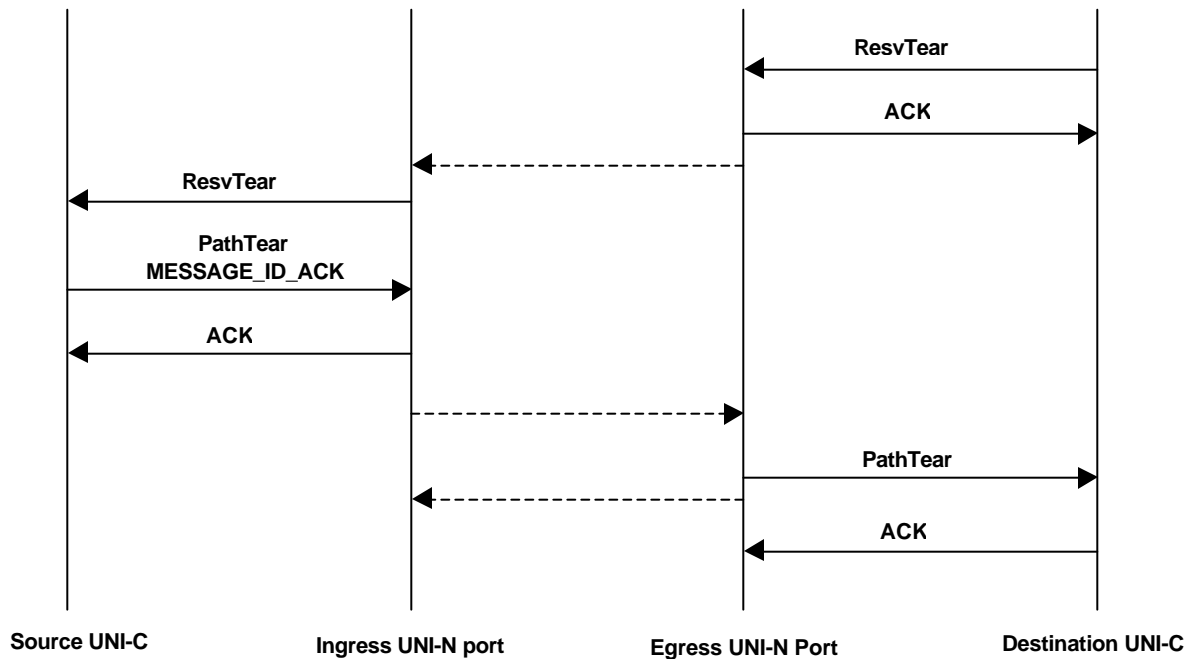 ResvTear
ACK
ResvTear
PathTear
MESSAGE_ID_ACK
ACK
PathTear
ACK
Source UNI-C
Ingress UNI-N port
Egress UNI-N Port
Destination UNI-C